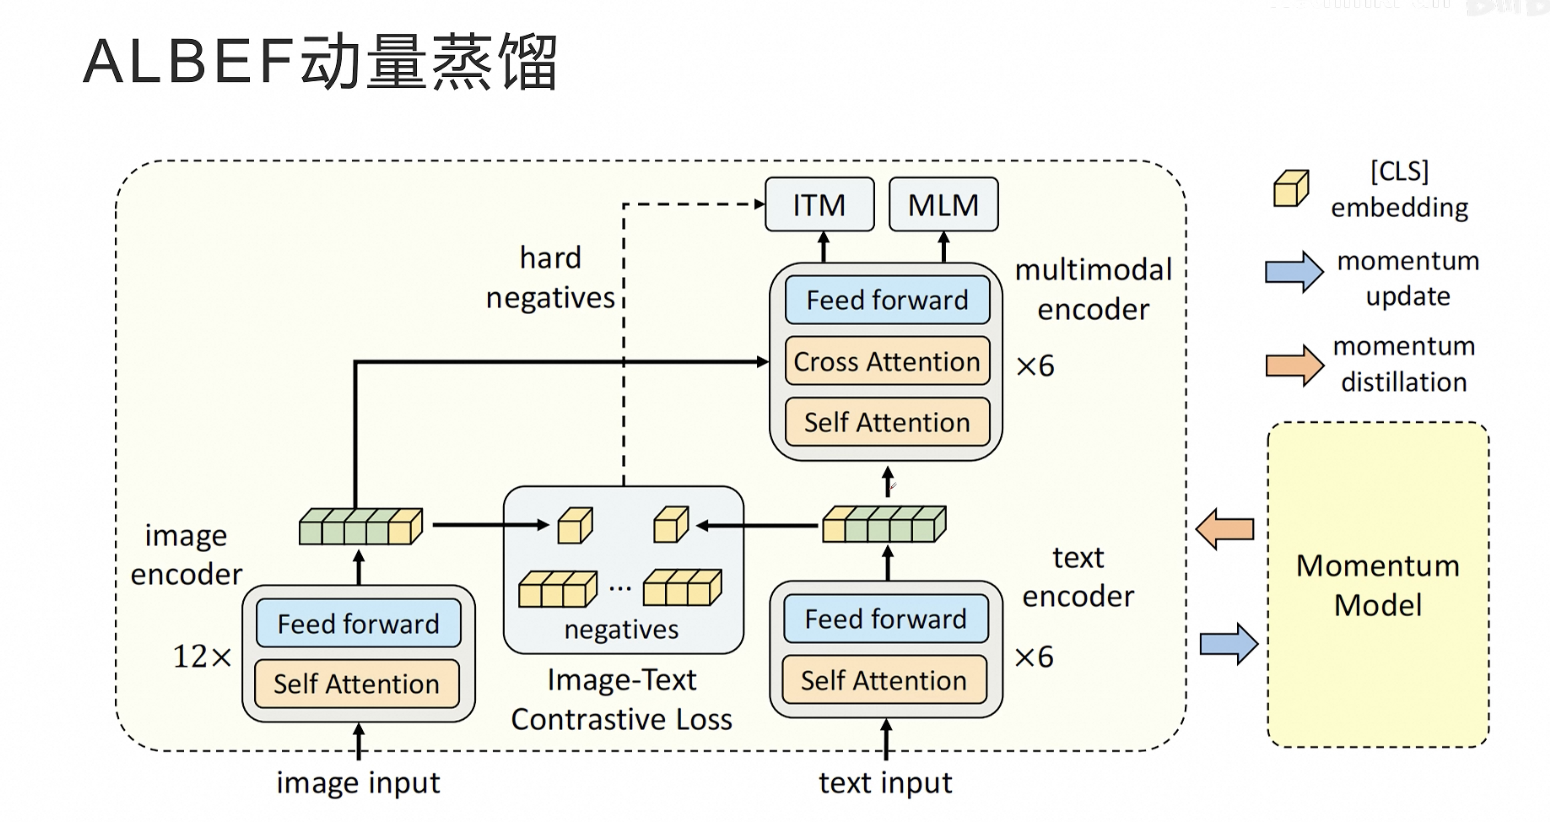 ALBEF动量蒸馏
ITM
MLM
hard
negatives
Feed forward
Cross Attention
Self Attention
multimodal
encoder
×6
[CLS]
embedding
momentum
update
momentum
distillation
image
encoder
12×
Feed forward
Self Attention
...
negatives
Image-Text
Contrastive Loss
text
encoder
Feed forward
Self Attention
×6
Momentum
Model
image input
text input